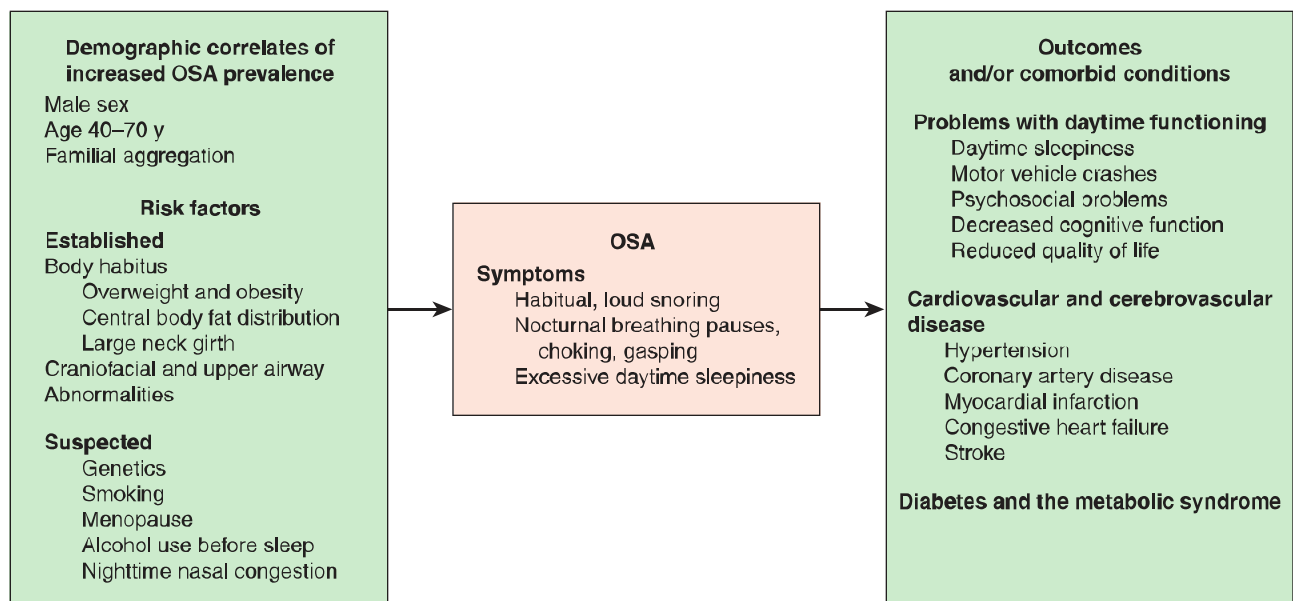 Demographic correlates of
increased OSA prevalence
Male sex
Age 40–70 y
Familial aggregation
Risk factors
Established
Body habitus
Overweight and obesity
Central body fat distribution
Large neck girth
Craniofacial and upper airway
Abnormalities
Suspected
Genetics
Smoking
Menopause
Alcohol use before sleep
Nighttime nasal congestion
OSA
Symptoms
Habitual, loud snoring
Nocturnal breathing pauses,
choking, gasping
Excessive daytime sleepiness
Outcomes
and/or comorbid conditions
Problems with daytime functioning
Daytime sleepiness
Motor vehicle crashes
Psychosocial problems
Decreased cognitive function
Reduced quality of life
Cardiovascular and cerebrovascular
disease
Hypertension
Coronary artery disease
Myocardial infarction
Congestive heart failure
Stroke
Diabetes and the metabolic syndrome